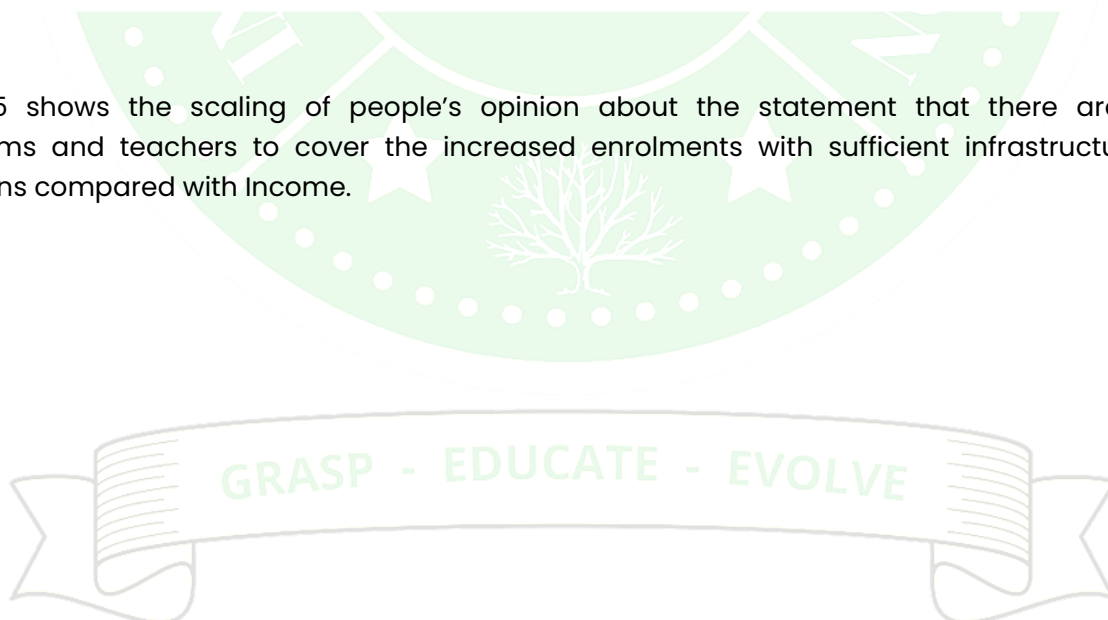 5 shows the scaling of people's opinion about the statement that there are
ms and teachers to cover the increased enrolments with sufficient infrastructu
ns compared with Income.
GRASP - EDUCATE - EVOLVE